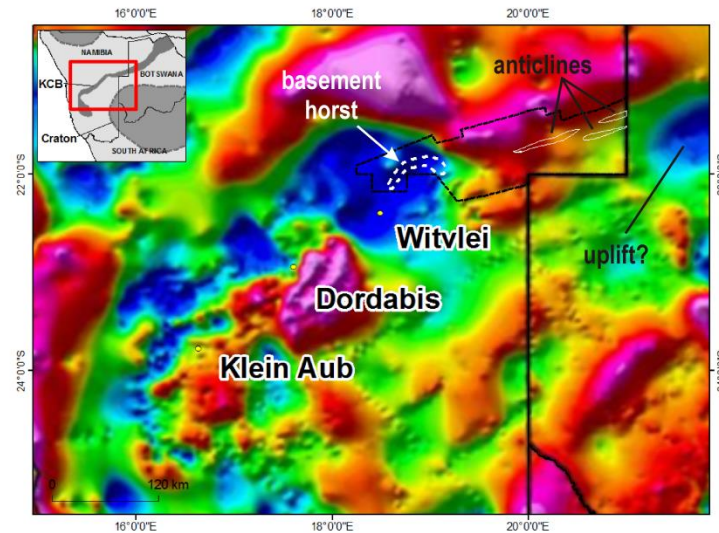 16°0'0"E
18°0'0"E
20°0'0"E
NAMIBIA
BOTSWANA
KCB
Craton
SOUTH AFRICA
basement
horst
anticlines
22°0'0"S
uplift?
Witvlei
Dordabis
Klein Aub
24°0'0"S
0
120 km
16°0'0"E
18°0'0"E
20°0'0"E